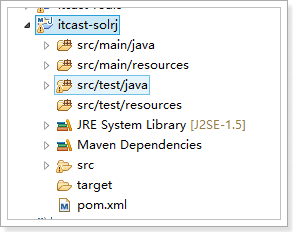 itcast-solrj
src/main/java
src/main/resources
src/test/java
src/test/resources
JRE System Library [J2SE-1.5]
Maven Dependencies
src
target
pom.xml